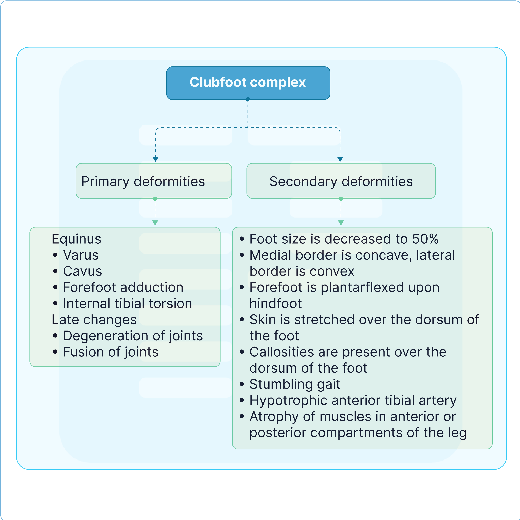 Clubfoot complex
Primary deformities
Secondary deformities
Equinus
• Varus
• Cavus
• Forefoot adduction
• Internal tibial torsion
Late changes
• Degeneration of joints
• Fusion of joints
• Foot size is decreased to 50%
• Medial border is concave, lateral
border is convex
• Forefoot is plantarflexed upon
hindfoot
• Skin is stretched over the dorsum of
the foot
• Callosities are present over the
dorsum of the foot
• Stumbling gait
• Hypotrophic anterior tibial artery
• Atrophy of muscles in anterior or
posterior compartments of the leg